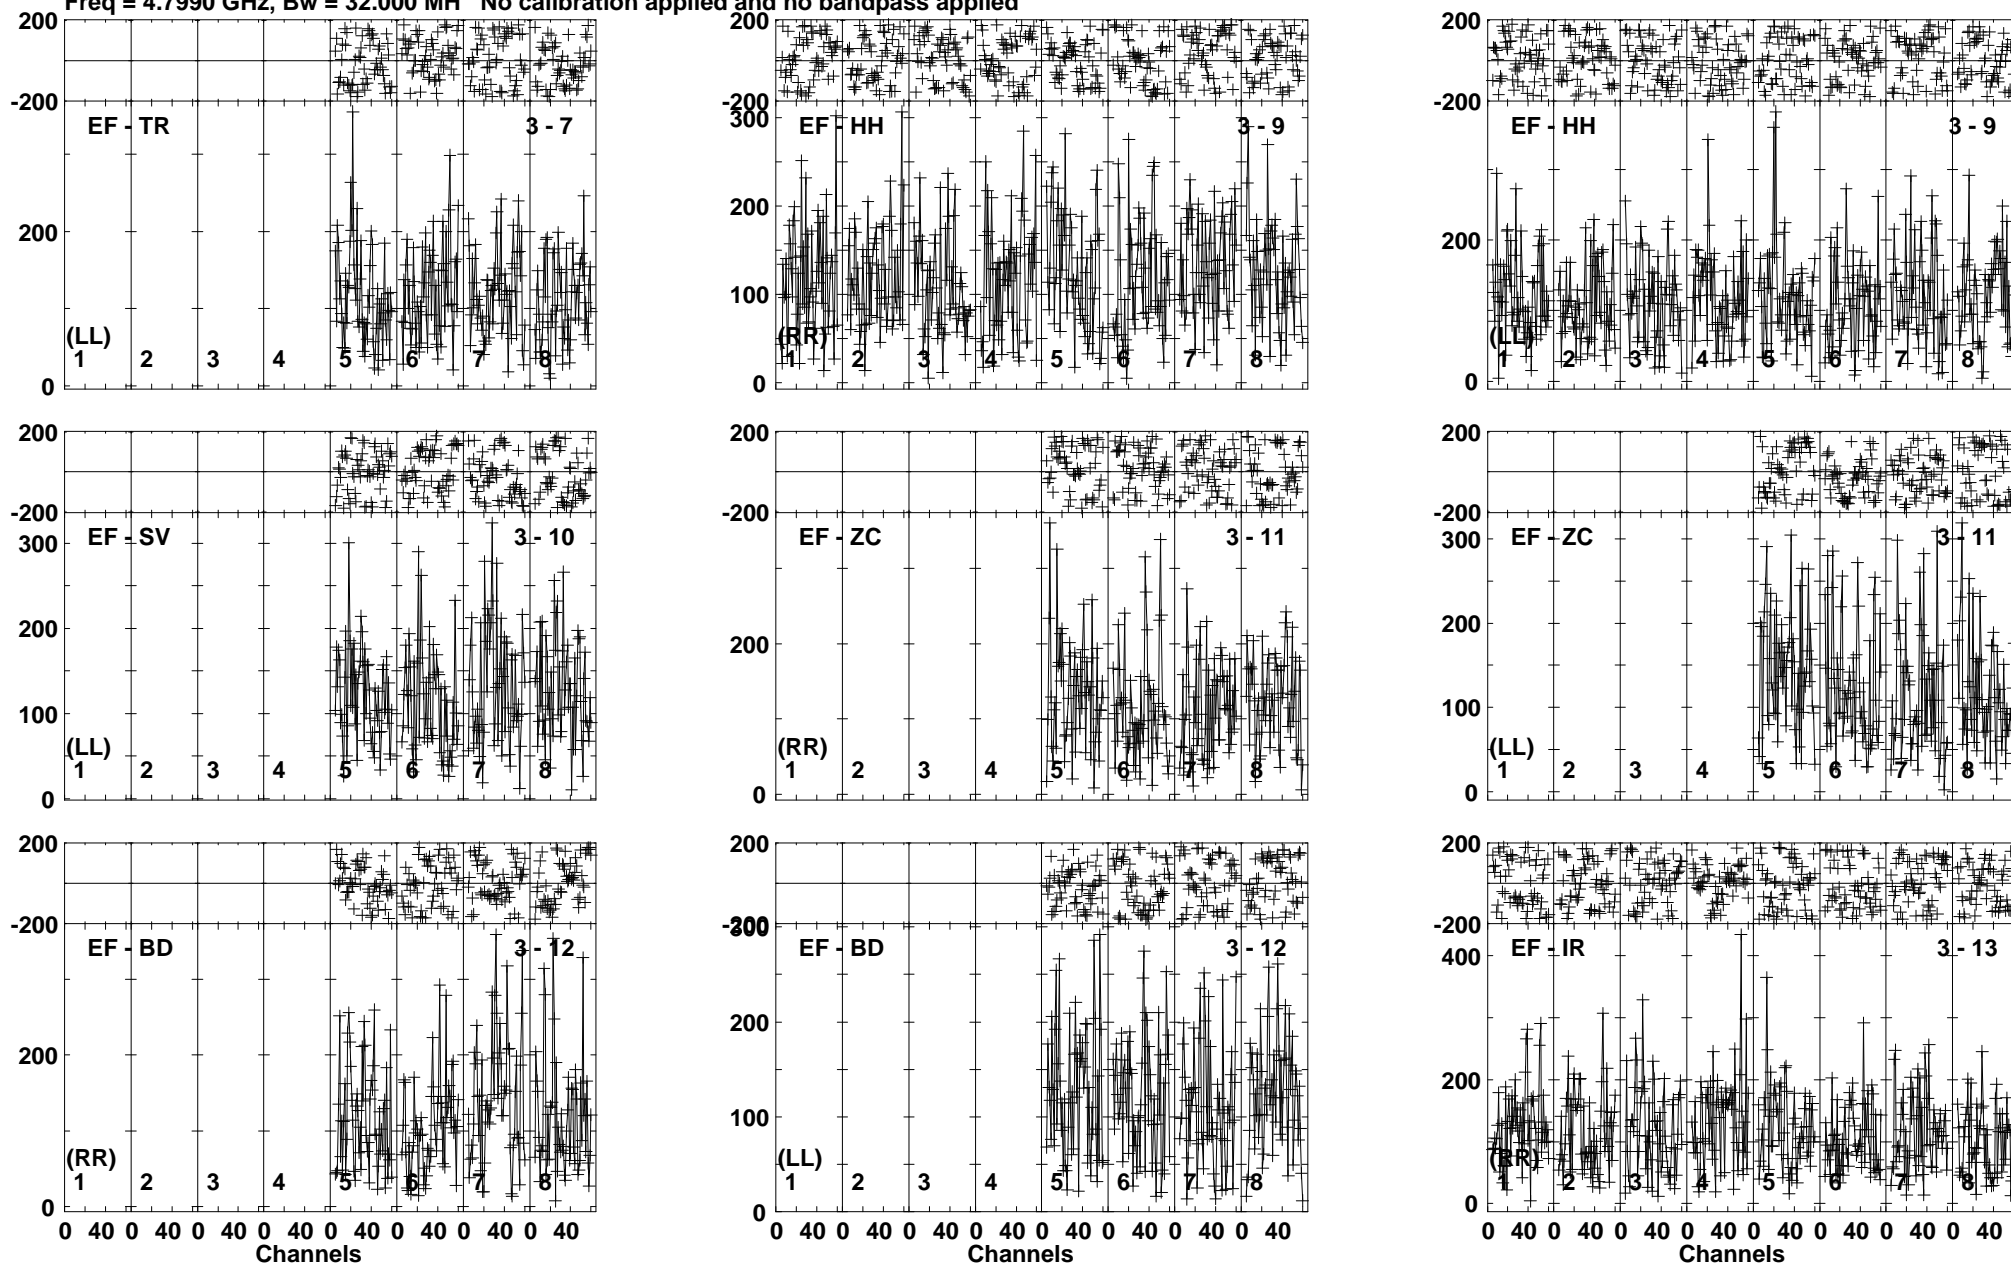 Freq = 4.7990 GHz, Bw = 32.000 MH No calibration applied and no bandpass applied
200 200 200
-200 -200 -200
EF - TR 3 - 7 300 EF - HH 3 - 9 EF - HH 3 - 9
200 200 200
100
(LL) (RR) (LL)
1 2 3 4 5 6 7 8 1 2 3 4 5 6 7 8 1 2 3 4 5 6 7 8
0 0 0
200 200 200
-200 -200 -200
300 EF - SV 3 - 10 EF - ZC 3 - 11 300 EF - ZC 3 - 11
200 200 200
100 100
(LL) (RR) (LL)
1 2 3 4 5 6 7 8 1 2 3 4 5 6 7 8 1 2 3 4 5 6 7 8
0 0 0
200 200 200
-200 -200 -200
300
EF - BD 3 - 12 EF - BD 3 - 12 400 EF - IR 3 - 13
200 200 200
100
(RR) (LL) (RR)
1 2 3 4 5 6 7 8 1 2 3 4 5 6 7 8 1 2 3 4 5 6 7 8
0 0 0
0 40 0 40 0 40 0 40 0 40 0 40 0 40 0 40 0 40 0 40 0 40 0 40 0 40 0 40 0 40 0 40 0 40 0 40 0 40 0 40 0 40 0 40 0 40 0 40
Channels Channels Channels